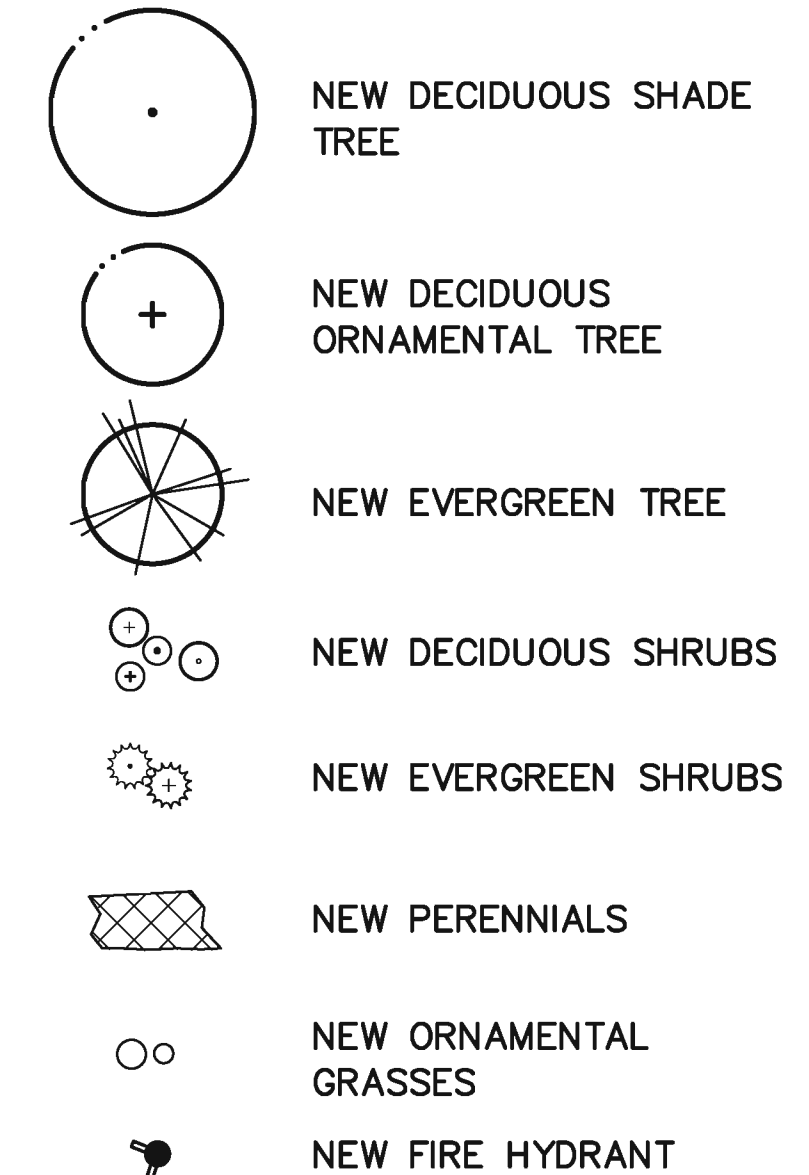 NEW DECIDUOUS SHADE
TREE
NEW DECIDUOUS
ORNAMENTAL TREE
NEW EVERGREEN TREE
NEW DECIDUOUS SHRUBS
NEW EVERGREEN SHRUBS
NEW PERENNIALS
NEW ORNAMENTAL
GRASSES
NEW FIRE HYDRANT